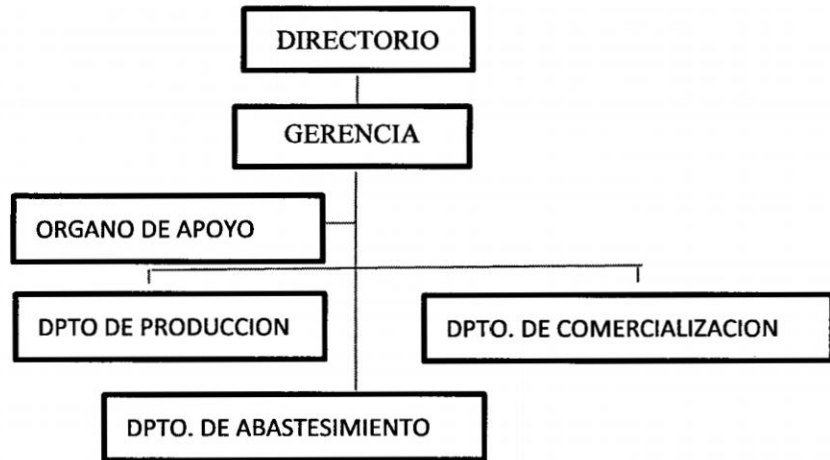 DIRECTORIO
GERENCIA
ORGANO DE APOYO
DPTO DE PRODUCCION
DPTO. DE COMERCIALIZACION
DPTO. DE ABASTESIMIENTO